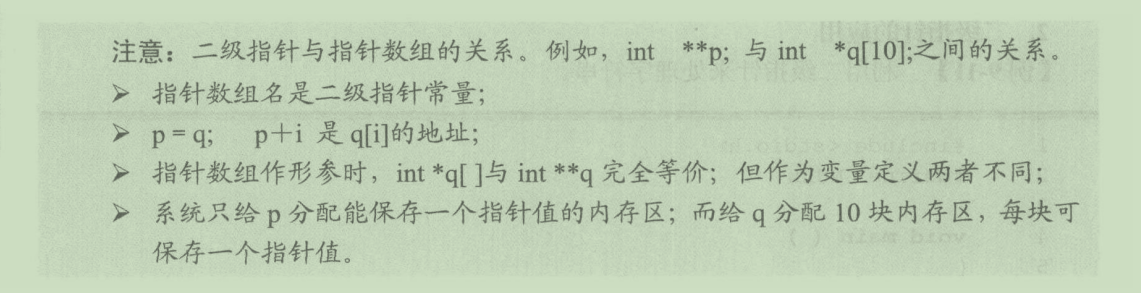 注意：二级指针与指针数组的关系。例如，int **p; 与 int *q[10];之间的关系。
➢ 指针数组名是二级指针常量；
➢ p = q; p＋i 是 q[i]的地址；
➢ 指针数组作形参时，int *q[ ]与 int **q 完全等价；但作为变量定义两者不同；
➢ 系统只给 p 分配能保存一个指针值的内存区；而给 q 分配 10 块内存区，每块可
保存一个指针值。